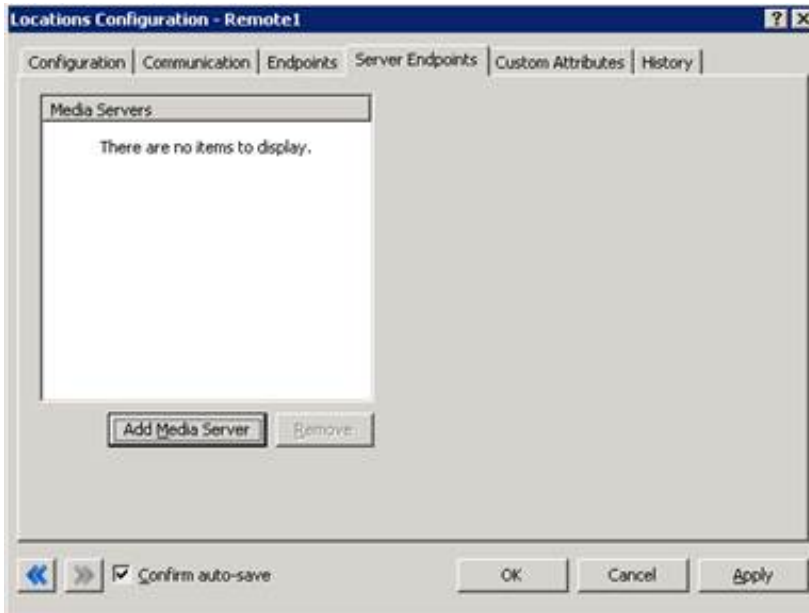 Locations Configuration - Remote1
Configuration Communication Endpoints Server Endpoints Custom Attributes History
Media Servers
There are no items to display.
Add Media Server Remove
Confirm auto-save OK Cancel Apply